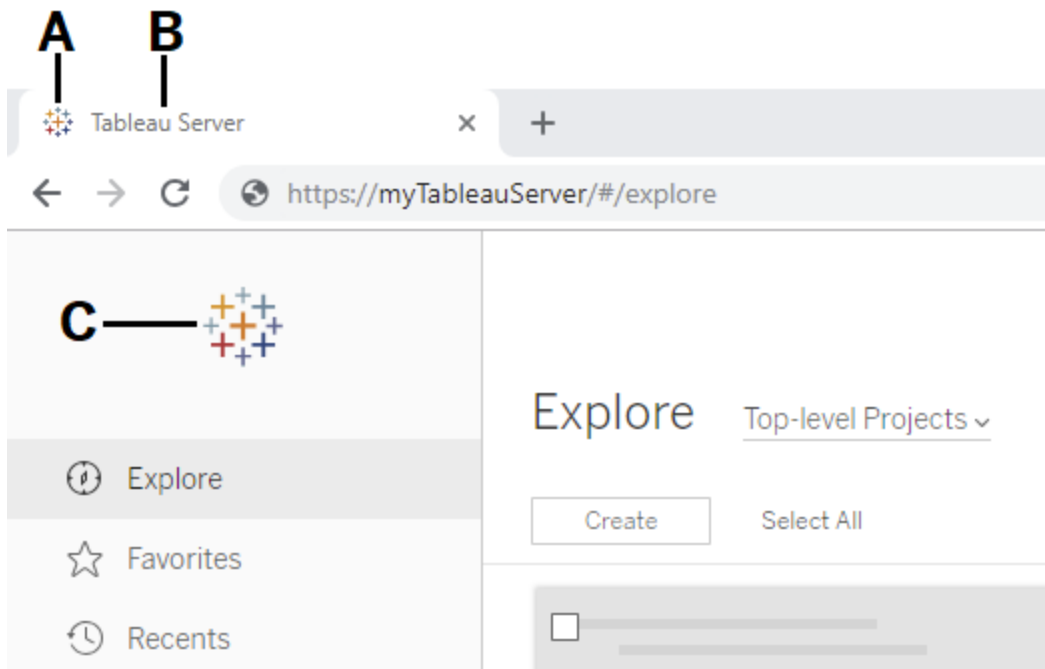 A B
Tableau Server
https://myTableauServer/#/explore
C
Explore Top-level Projects
Create Select All
Explore
Favorites
Recents